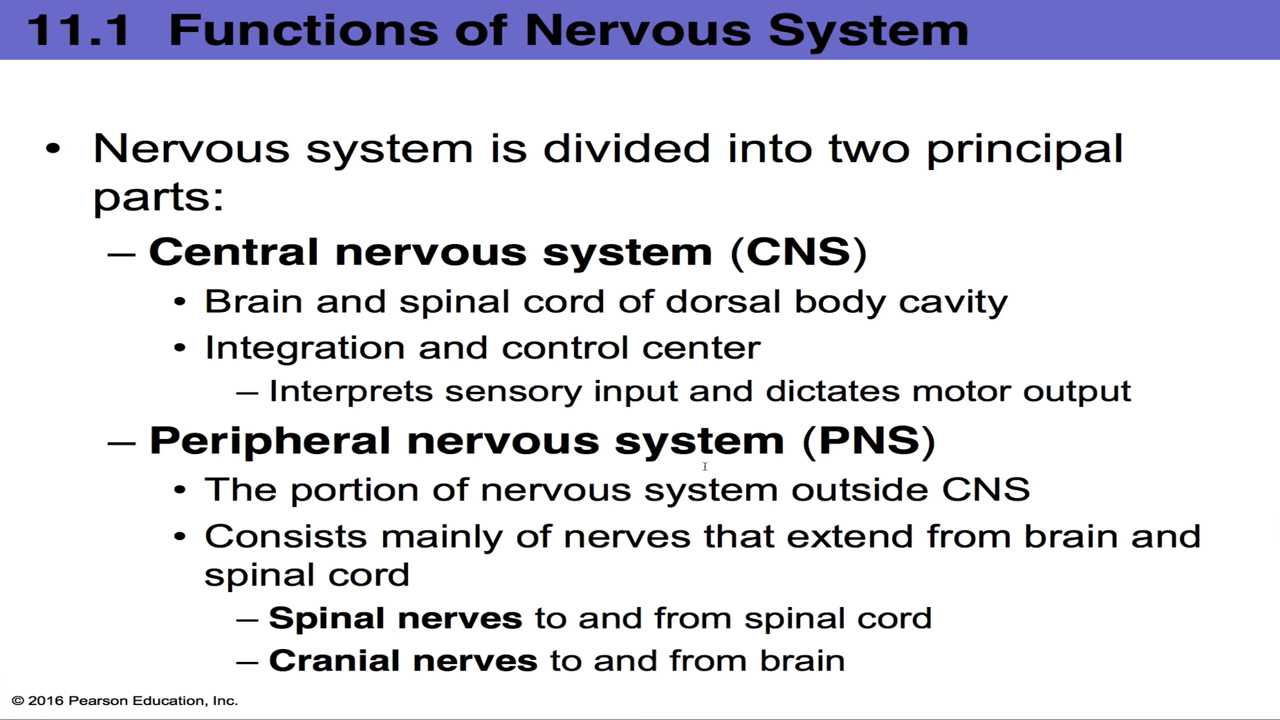 11.1 Functions of Nervous System
• Nervous system is divided into two principal
parts:
– Central nervous system (CNS)
• Brain and spinal cord of dorsal body cavity
• Integration and control center
– Interprets sensory input and dictates motor output
– Peripheral nervous system (PNS)
• The portion of nervous system outside CNS
• Consists mainly of nerves that extend from brain and
spinal cord
– Spinal nerves to and from spinal cord
– Cranial nerves to and from brain
© 2016 Pearson Education, Inc.